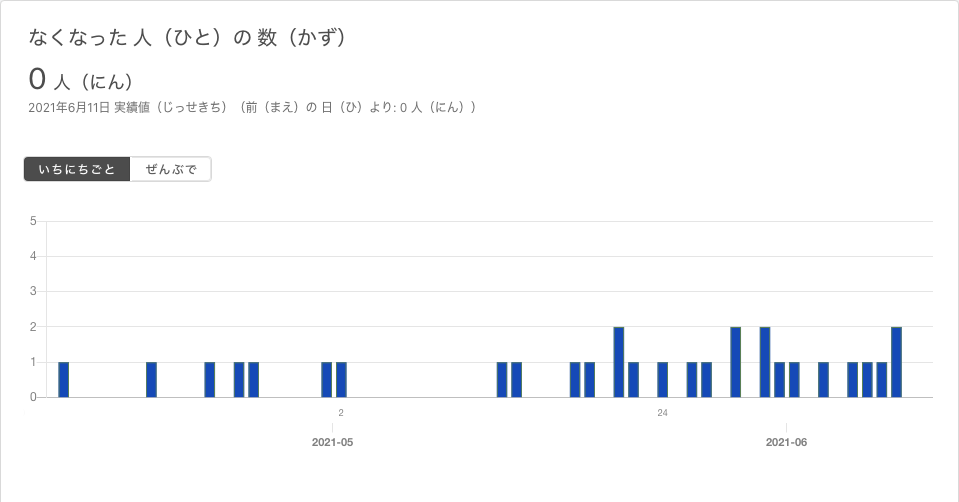 なくなった 人（ひと）の 数（かず）
0 人（にん）
2021年6月11日 実績値（じっせきち）（前（まえ）の 日（ひ）より: 0 人（にん））
いちにちごと ぜんぶで
5
4
3
2
1
0
2 24
2021-05 2021-06